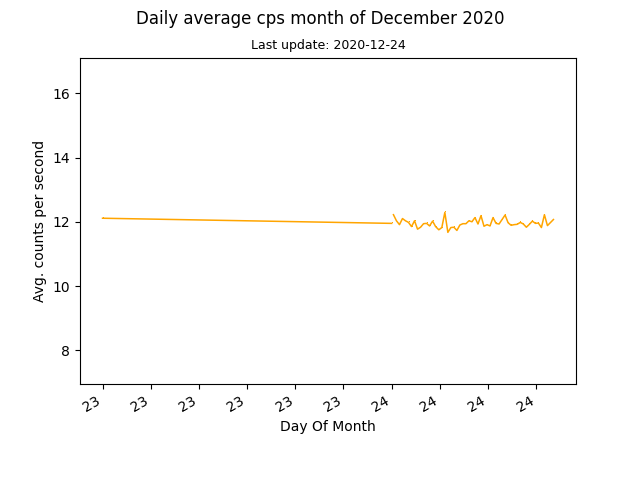 Daily average cps month of December 2020
Last update: 2020-12-24
16
14
12
10
8
Avg. counts per second
23 23 23 23 23 23 24 24 24 24
Day Of Month